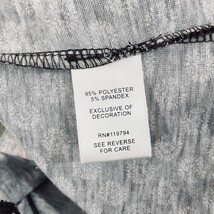 95% POLYESTER
5% SPANDEX
EXCLUSIVE OF
DECORATION
RN#119794
SEE REVERSE
FOR CARE